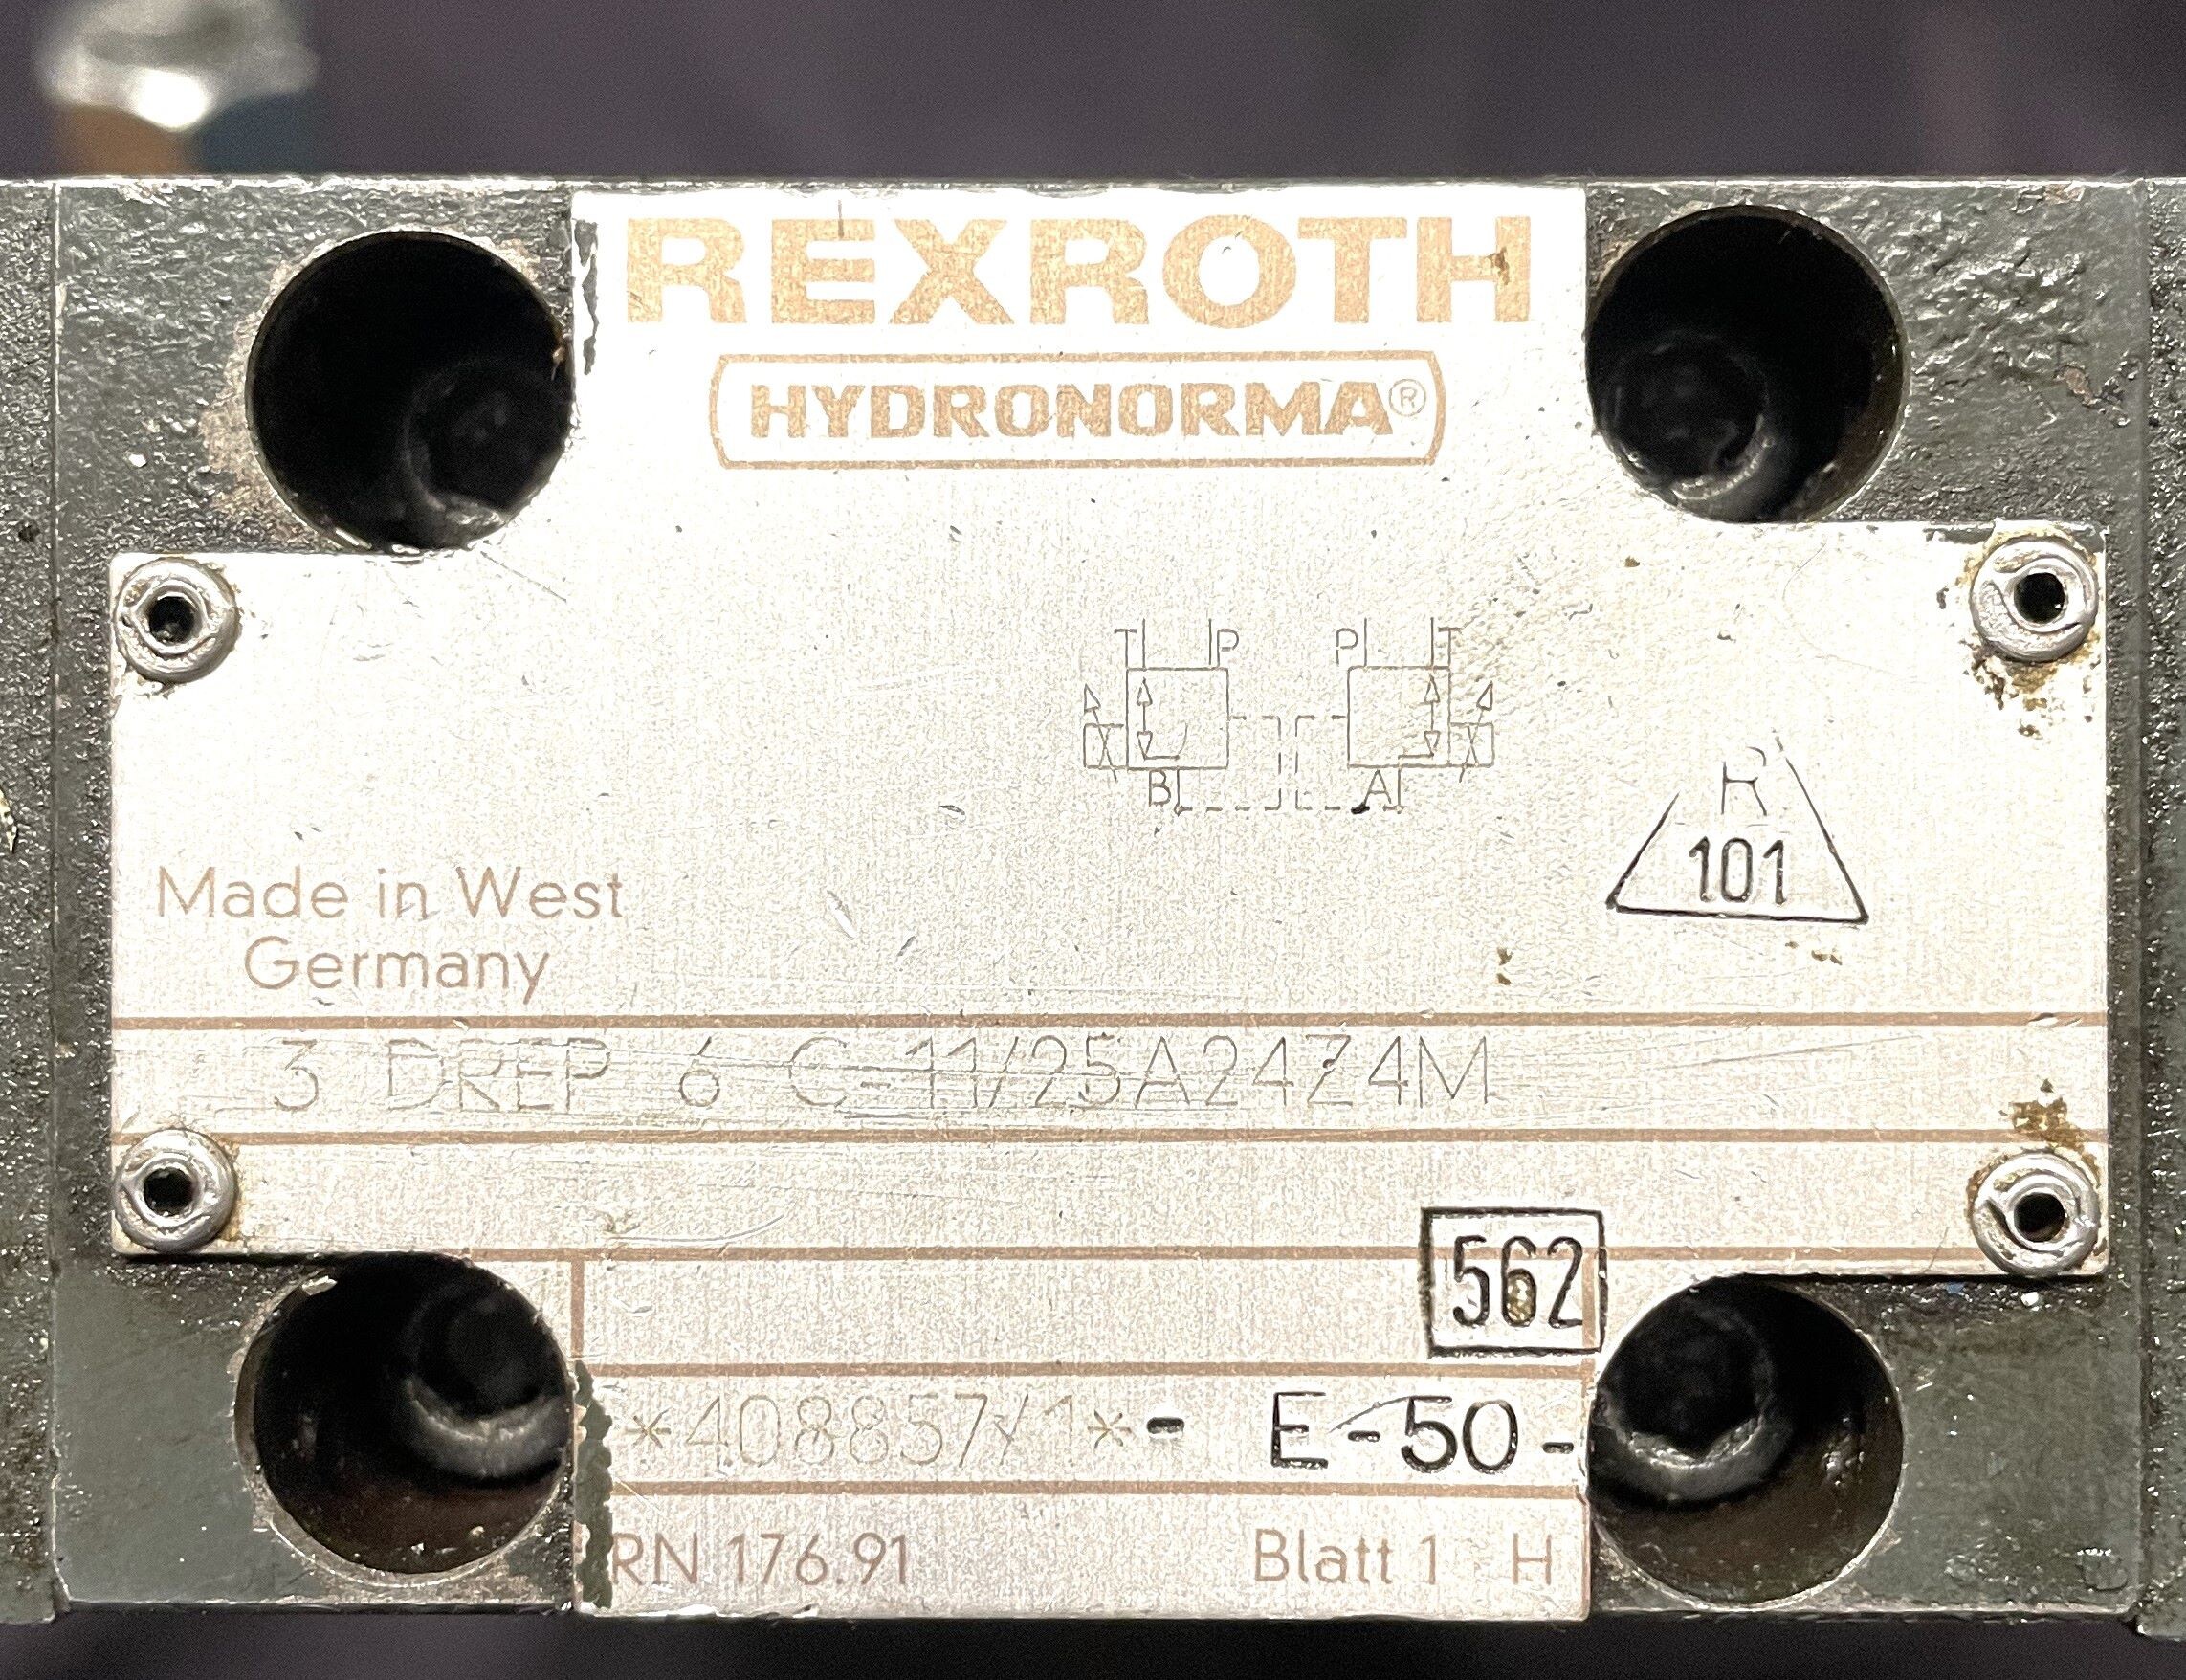 REXROTH
HYDRONORMA®
T P P T
B A
R
101
Made in West
Germany
3 DREP 6 C-11/25A24Z4M
562
*408857/1*- E-50-
RN 176.91 Blatt 1 H